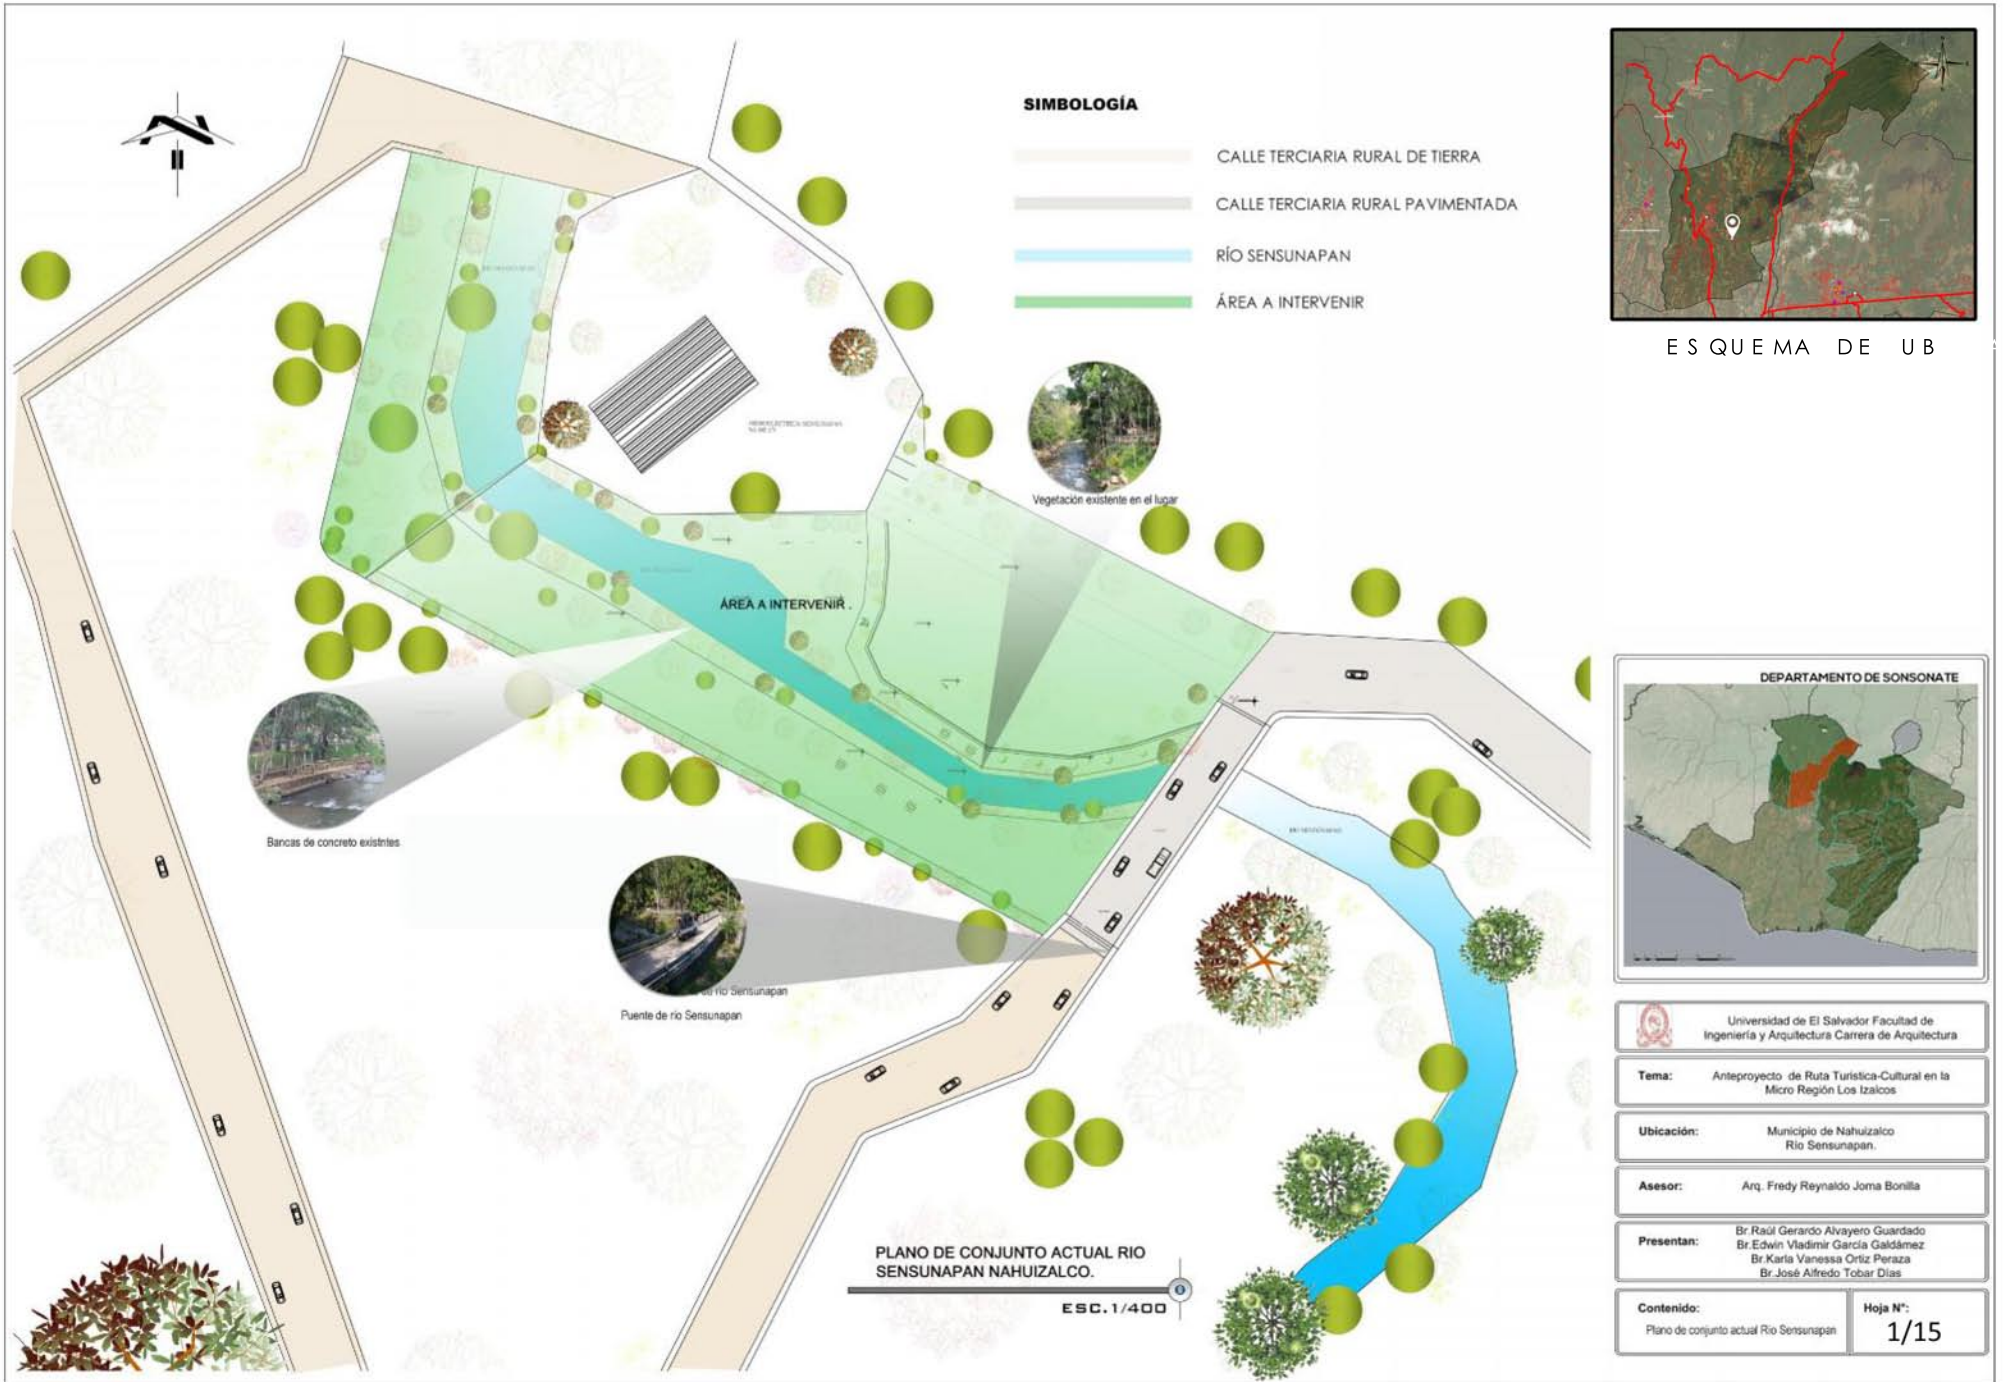 SIMBOLOGÍA
CALLE TERCIARIA RURAL DE TIERRA
CALLE TERCIARIA RURAL PAVIMENTADA
RÍO SENSUNAPAN
ÁREA A INTERVENIR
ESQUEMA DE UB
Vegetación existente en el lugar
ÁREA A INTERVENIR .
Bancas de concreto existntes
río Sensunapan
Puente de río Sensunapan
DEPARTAMENTO DE SONSONATE
Universidad de El Salvador Facultad de
Ingeniería y Arquitectura Carrera de Arquitectura
Tema:
Anteproyecto de Ruta Turistica-Cultural en la
Micro Región Los Izalcos
Ubicación:
Municipio de Nahuizalco
Río Sensunapan.
Asesor:
Arq. Fredy Reynaldo Joma Bonilla
Presentan:
Br.Raúl Gerardo Alvayero Guardado
Br.Edwin Vladimir García Galdámez
Br.Karla Vanessa Ortiz Peraza
Br.José Alfredo Tobar Días
Contenido:
Plano de conjunto actual Rio Sensunapan
Hoja N°:
1/15
PLANO DE CONJUNTO ACTUAL RIO
SENSUNAPAN NAHUIZALCO.
ESC.1/400